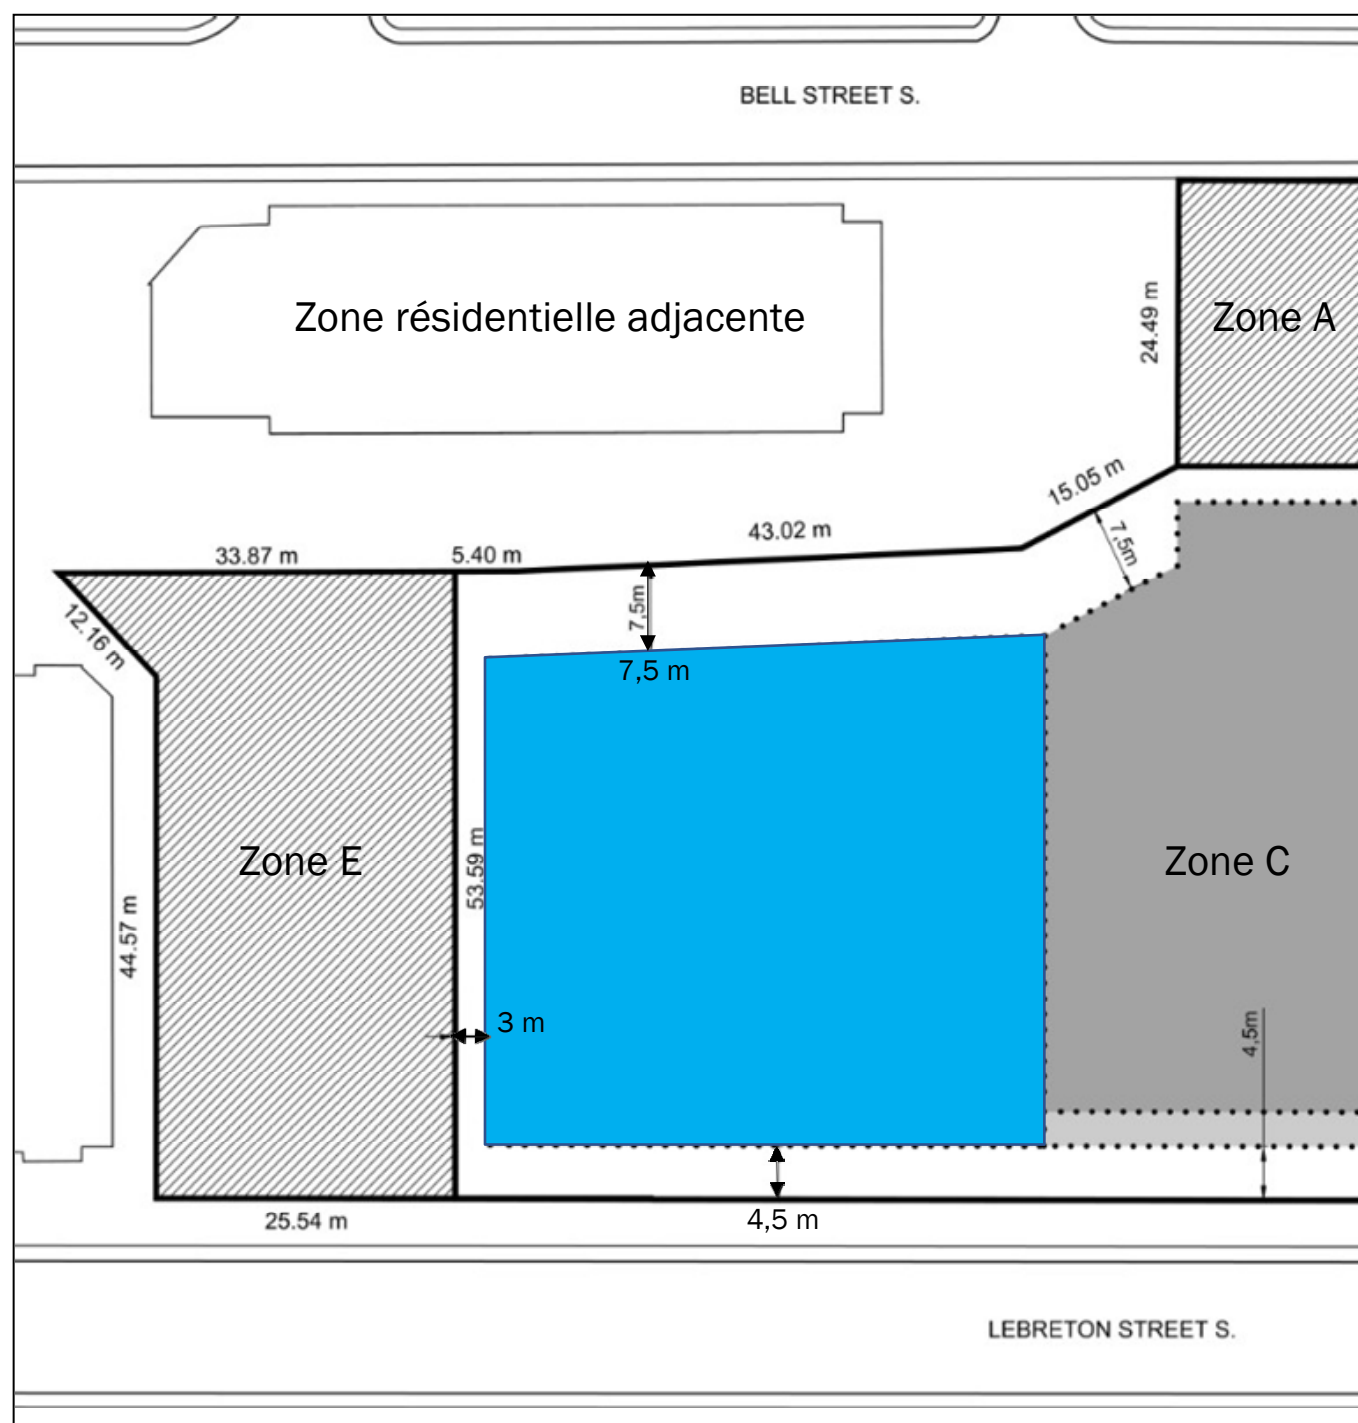 BELL STREET S.
Zone résidentielle adjacente
Zone A
24.49 m
15.05 m
7,5m
43.02 m
33.87 m
5.40 m
12.16 m
7,5m
7,5 m
Zone E
53.59 m
Zone C
44.57 m
3 m
4,5m
25.54 m
4,5 m
LEBRETON STREET S.